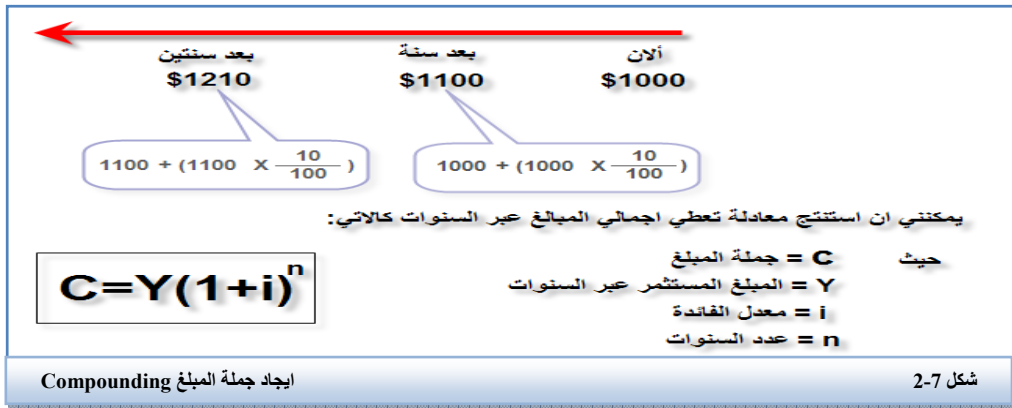 ألان بعد سنة بعد سنتين
$1000 $1100 $1210
1000 + (1000 X 10/100) 1100 + (1100 X 10/100)
يمكنني ان استنتج معادلة تعطي اجمالي المبالغ عبر السنوات كالاتي:
حيث C = جملة المبلغ
Y = المبلغ المستثمر عبر السنوات
i = معدل الفائدة
n = عدد السنوات
C=Y(1+i)ⁿ
شكل 7-2 ايجاد جملة المبلغ Compounding